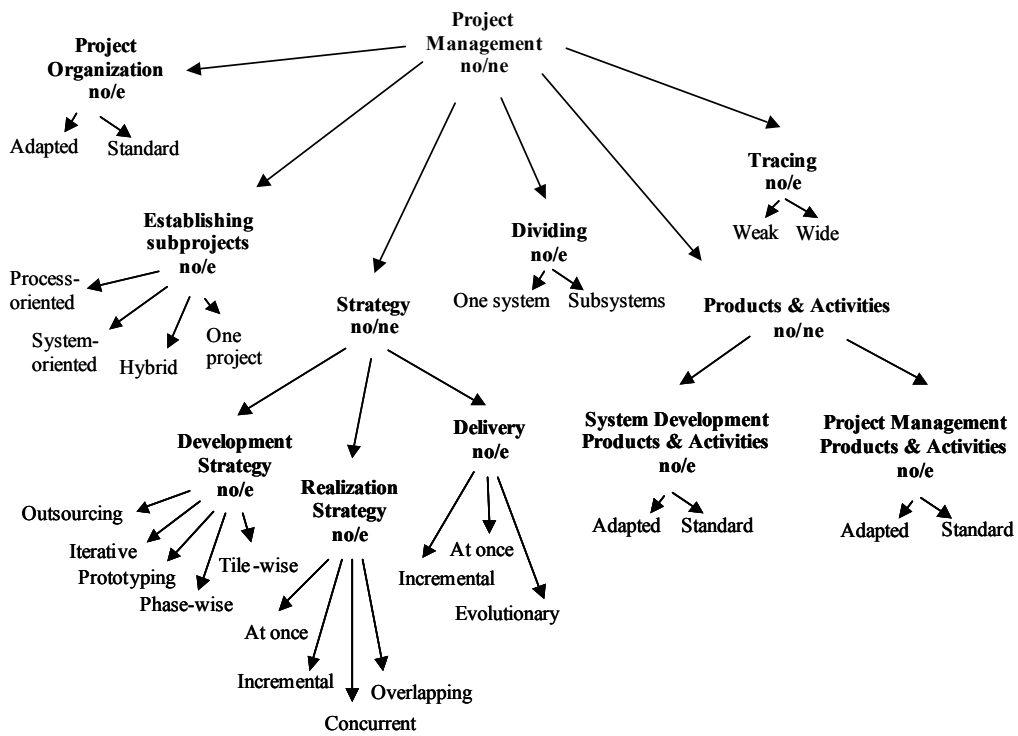 Project
Management
no/ne
Project
Organization
no/e
Adapted
Standard
Tracing
no/e
Weak
Wide
Establishing
subprojects
no/e
Process-
oriented
System-
oriented
Hybrid
One
project
Dividing
no/e
One system
Subsystems
Strategy
no/ne
Products & Activities
no/ne
Development
Strategy
no/e
Outsourcing
Iterative
Prototyping
Phase-wise
Tile-wise
Realization
Strategy
no/e
At once
Incremental
Concurrent
Overlapping
Delivery
no/e
Incremental
At once
Evolutionary
System Development
Products & Activities
no/e
Adapted
Standard
Project Management
Products & Activities
no/e
Adapted
Standard